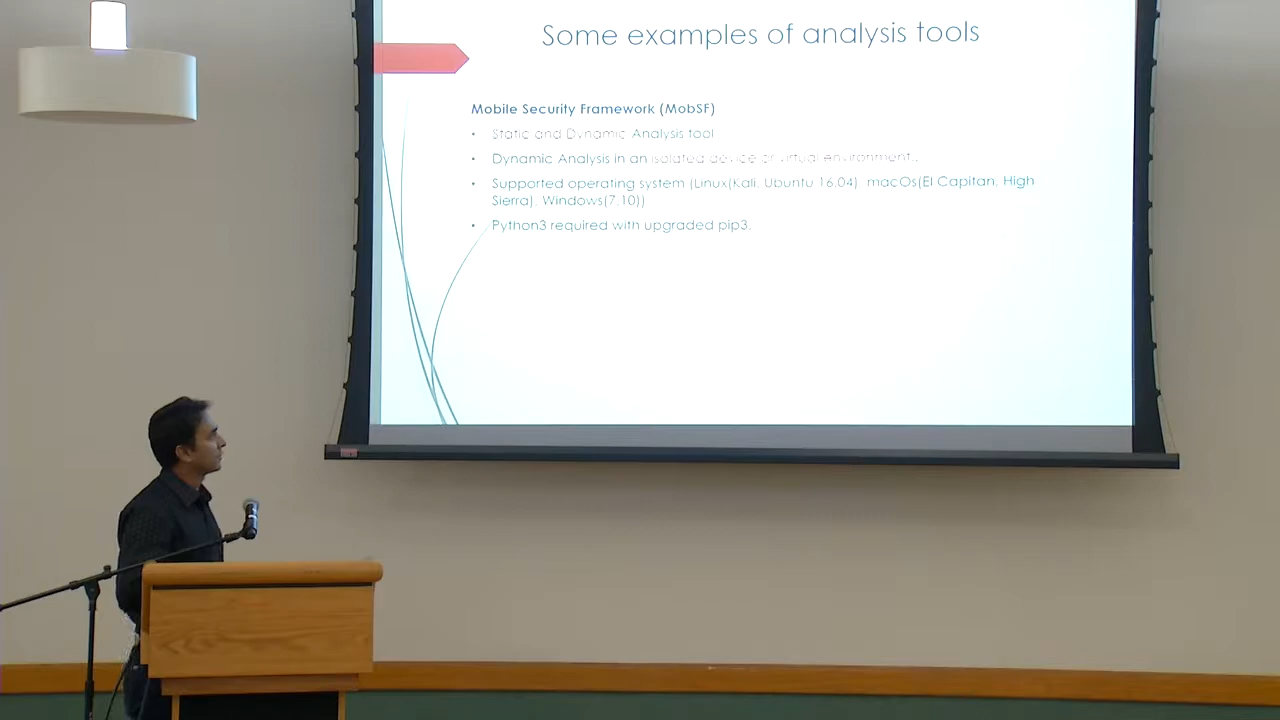 Some examples of analysis tools
Mobile Security Framework (MobSF)
• Static and Dynamic Analysis tool
• Dynamic Analysis in an isolated device or virtual environment.
• Supported operating system (Linux(Kali, Ubuntu 16.04), macOs(El Capitan, High
Sierra), Windows(7,10))
• Python3 required with upgraded pip3.